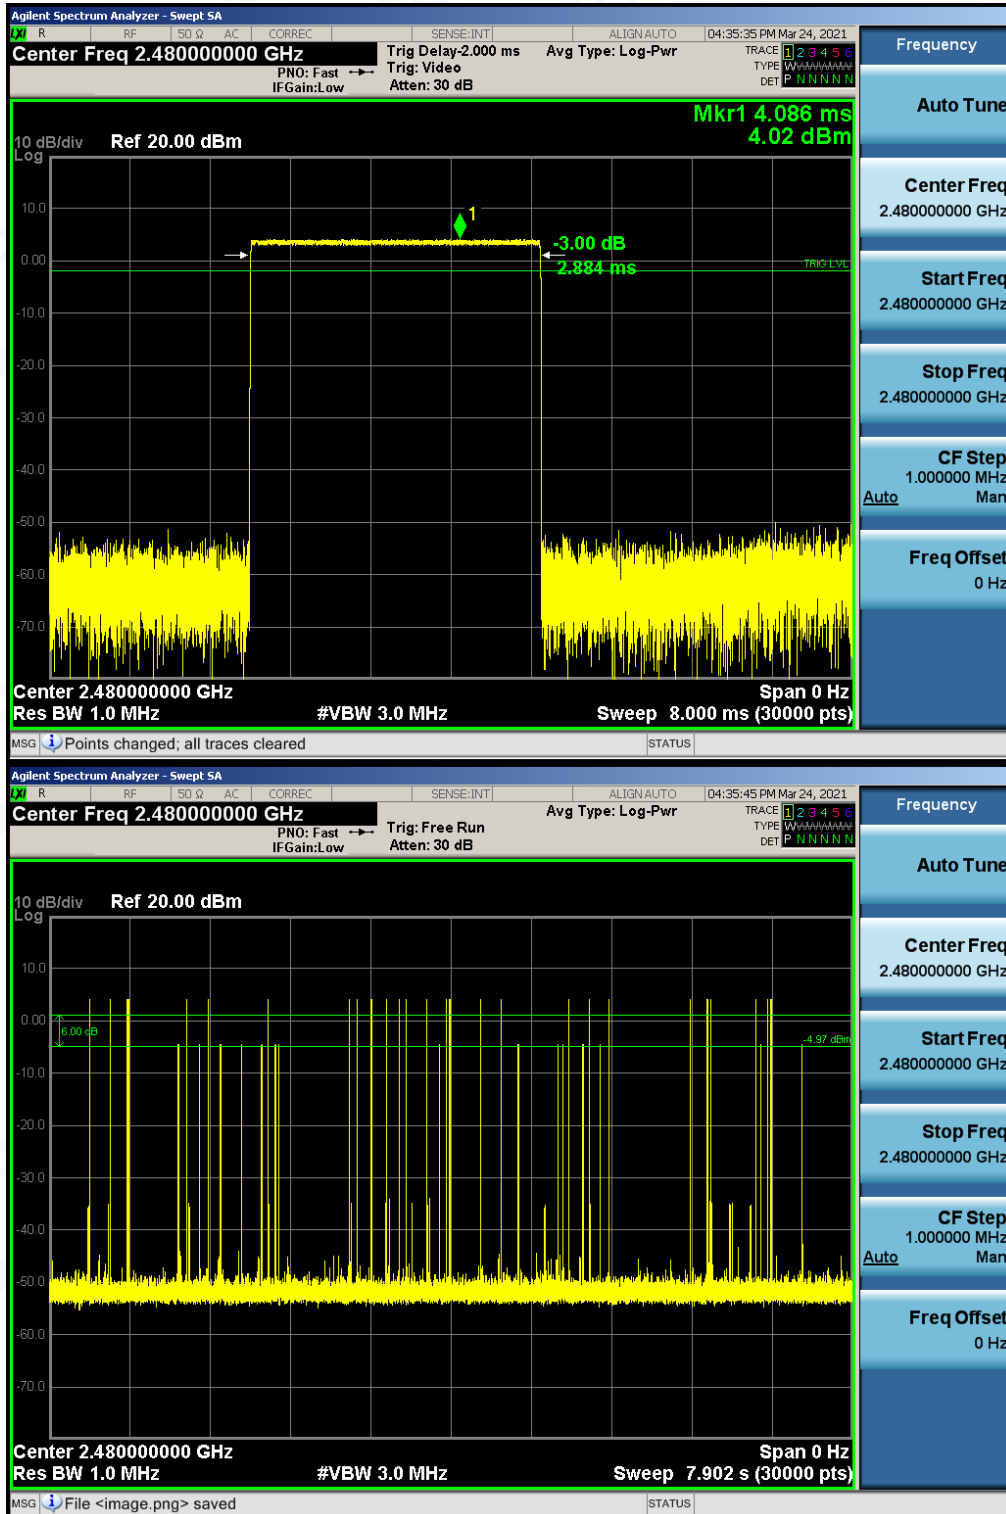 Agilent Spectrum Analyzer - Swept SA
LXI R RF 50 Ω AC CORREC SENSE:INT ALIGN AUTO 04:35:35 PM Mar 24, 2021
Center Freq 2.480000000 GHz
Trig Delay-2.000 ms Avg Type: Log-Pwr TRACE 1 2 3 4 5 6
PNO: Fast Trig: Video TYPE W
IFGain:Low Atten: 30 dB DET P N N N N N
Mkr1 4.086 ms
10 dB/div Ref 20.00 dBm 4.02 dBm
Log
10.0
1
-3.00 dB
0.00
2.884 ms
TRIG LVL
-10.0
-20.0
-30.0
-40.0
-50.0
-60.0
-70.0
Center 2.480000000 GHz Span 0 Hz
Res BW 1.0 MHz #VBW 3.0 MHz Sweep 8.000 ms (30000 pts)
MSG Points changed; all traces cleared STATUS
Frequency
Auto Tune
Center Freq
2.480000000 GHz
Start Freq
2.480000000 GHz
Stop Freq
2.480000000 GHz
CF Step
1.000000 MHz
Auto Man
Freq Offset
0 Hz
Agilent Spectrum Analyzer - Swept SA
LXI R RF 50 Ω AC CORREC SENSE:INT ALIGN AUTO 04:35:45 PM Mar 24, 2021
Center Freq 2.480000000 GHz
Avg Type: Log-Pwr TRACE 1 2 3 4 5 6
PNO: Fast Trig: Free Run TYPE W
IFGain:Low Atten: 30 dB DET P N N N N N
10 dB/div Ref 20.00 dBm
Log
10.0
0.00
6.00 dB
-4.97 dBm
-10.0
-20.0
-30.0
-40.0
-50.0
-60.0
-70.0
Center 2.480000000 GHz Span 0 Hz
Res BW 1.0 MHz #VBW 3.0 MHz Sweep 7.902 s (30000 pts)
MSG File <image.png> saved STATUS
Frequency
Auto Tune
Center Freq
2.480000000 GHz
Start Freq
2.480000000 GHz
Stop Freq
2.480000000 GHz
CF Step
1.000000 MHz
Auto Man
Freq Offset
0 Hz